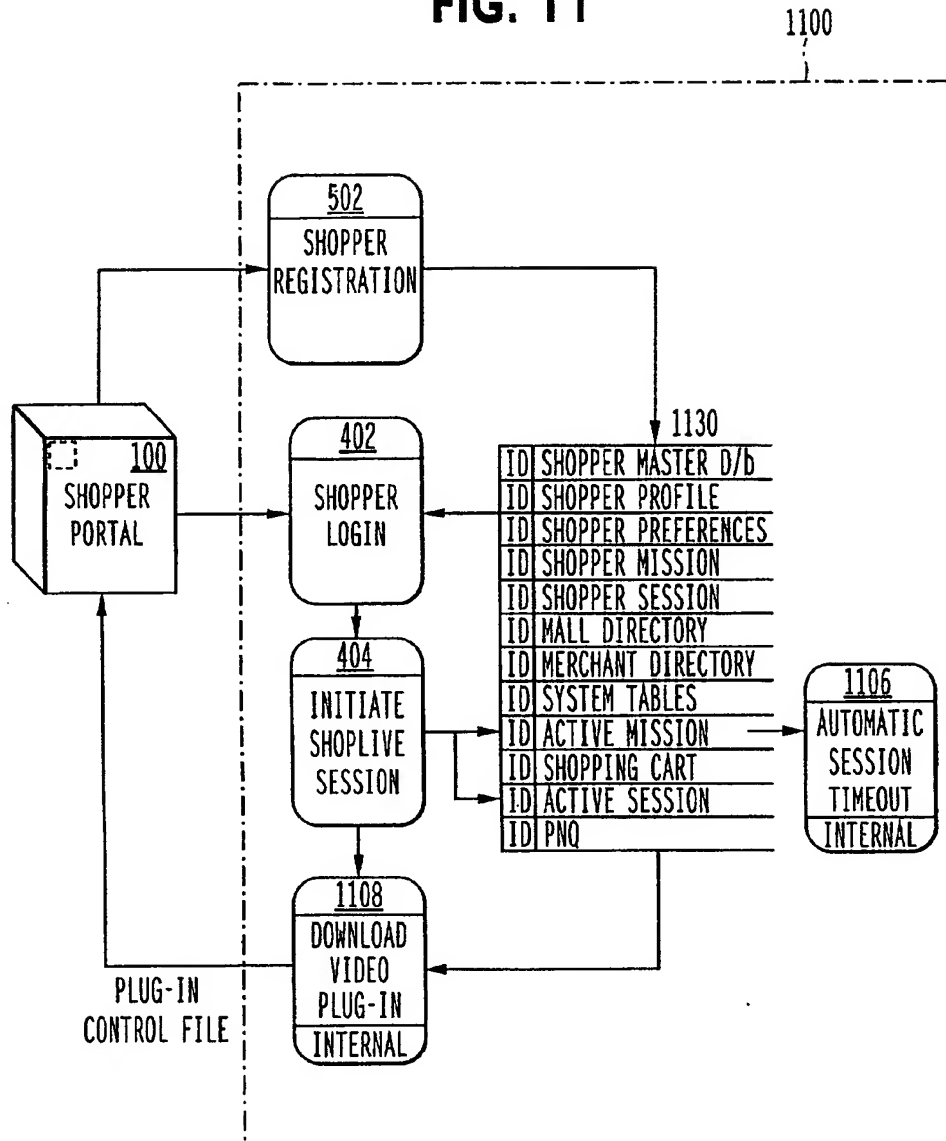 FIG. 11
1100
502
SHOPPER
REGISTRATION
100
SHOPPER
PORTAL
402
SHOPPER
LOGIN
404
INITIATE
SHOPLIVE
SESSION
1108
DOWNLOAD
VIDEO
PLUG-IN
INTERNAL
PLUG-IN
CONTROL FILE
1130
ID SHOPPER MASTER D/b
ID SHOPPER PROFILE
ID SHOPPER PREFERENCES
ID SHOPPER MISSION
ID SHOPPER SESSION
ID MALL DIRECTORY
ID MERCHANT DIRECTORY
ID SYSTEM TABLES
ID ACTIVE MISSION
ID SHOPPING CART
ID ACTIVE SESSION
ID PNQ
1106
AUTOMATIC
SESSION
TIMEOUT
INTERNAL